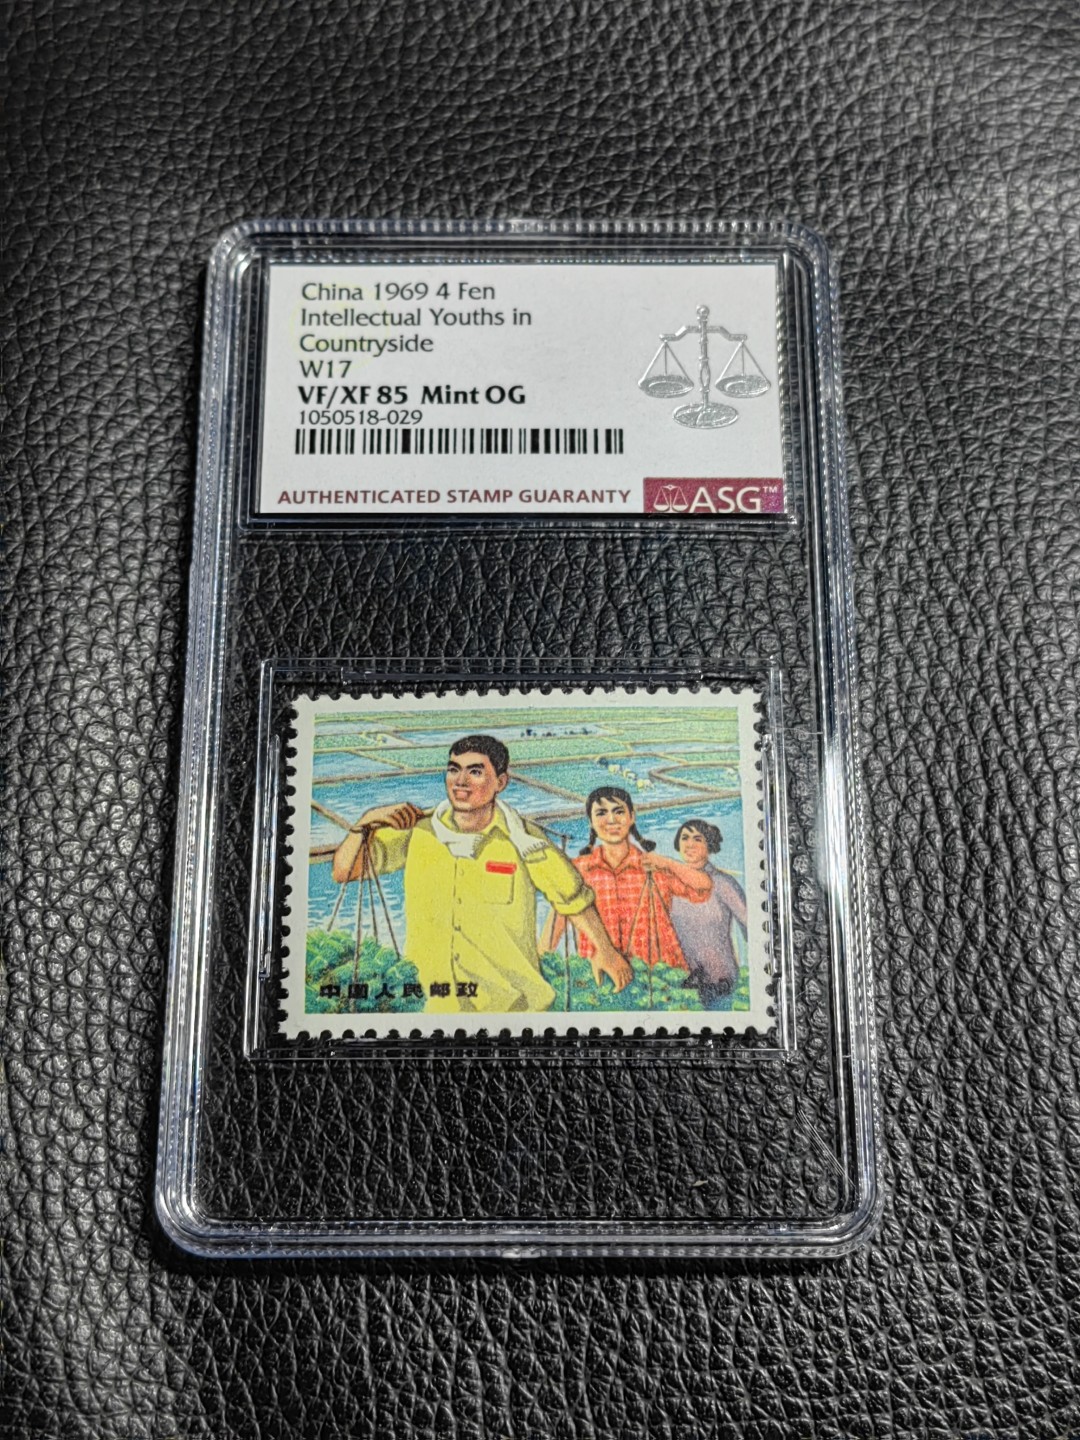 China 1969 4 Fen
Intellectual Youths in
Countryside
W17
VF/XF 85 Mint OG
1050518-029
AUTHENTICATED STAMP GUARANTY
ASG™
中国人民邮政